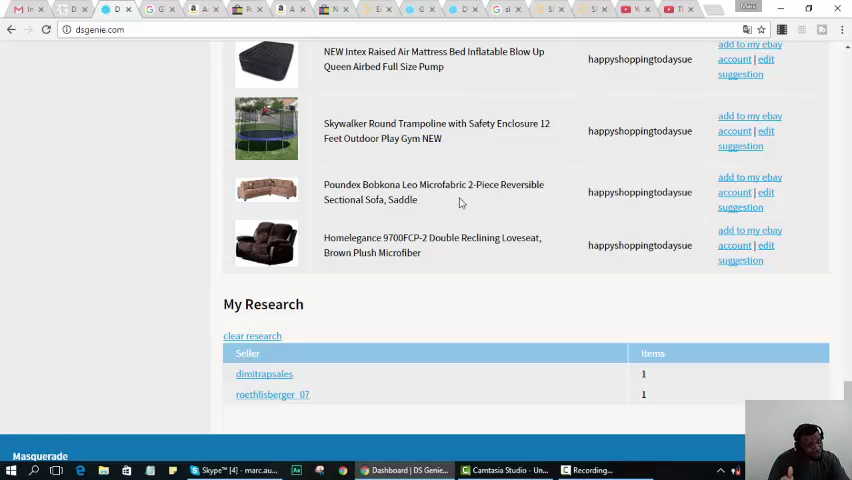 Marc
dsgenie.com
NEW Intex Raised Air Mattress Bed Inflatable Blow Up
Queen Airbed Full Size Pump
happyshoppingtodaysue
add to my ebay
account | edit
suggestion
Skywalker Round Trampoline with Safety Enclosure 12
Feet Outdoor Play Gym NEW
happyshoppingtodaysue
add to my ebay
account | edit
suggestion
Poundex Bobkona Leo Microfabric 2-Piece Reversible
Sectional Sofa, Saddle
happyshoppingtodaysue
add to my ebay
account | edit
suggestion
Homelegance 9700FCP-2 Double Reclining Loveseat,
Brown Plush Microfiber
happyshoppingtodaysue
add to my ebay
account | edit
suggestion
My Research
clear research
Seller Items
dimitrapsales 1
roethlisberger_07 1
Masquerade
Skype™ [4] - marc.au...
Dashboard | DS Genie...
Camtasia Studio - Un...
Recording...